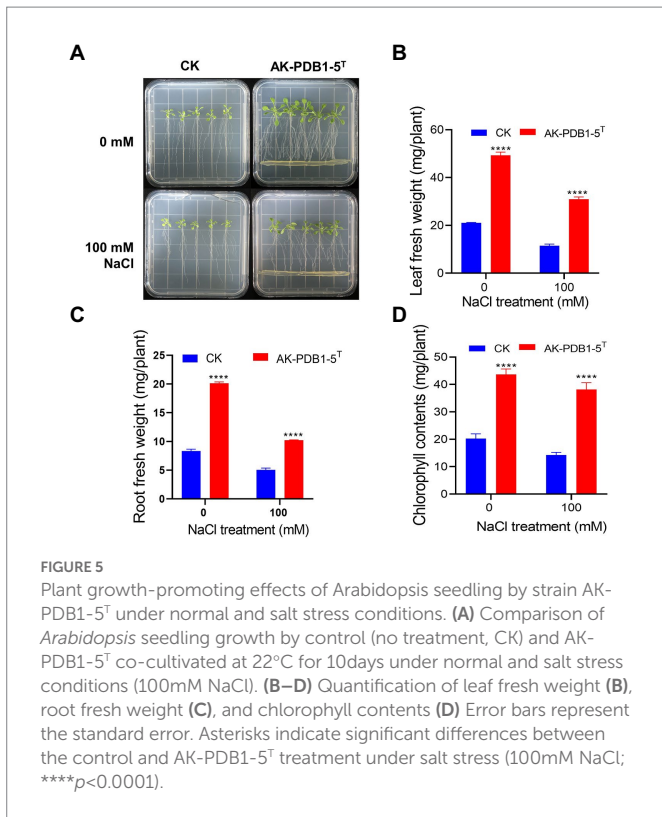 A
CK
AK-PDB1-5ᵀ
0 mM
100 mM
NaCl
B
CK
AK-PDB1-5ᵀ
Leaf fresh weight (mg/plant)
60
40
20
0
****
****
0
100
NaCl treatment (mM)
C
CK
AK-PDB1-5ᵀ
Root fresh weight (mg/plant)
25
20
15
10
5
0
****
****
0
100
NaCl treatment (mM)
D
CK
AK-PDB1-5ᵀ
Chlorophyll contents (mg/plant)
50
40
30
20
10
0
****
****
0
100
NaCl treatment (mM)
FIGURE 5
Plant growth-promoting effects of Arabidopsis seedling by strain AK-
PDB1-5ᵀ under normal and salt stress conditions. (A) Comparison of
Arabidopsis seedling growth by control (no treatment, CK) and AK-
PDB1-5ᵀ co-cultivated at 22°C for 10days under normal and salt stress
conditions (100mM NaCl). (B–D) Quantification of leaf fresh weight (B),
root fresh weight (C), and chlorophyll contents (D) Error bars represent
the standard error. Asterisks indicate significant differences between
the control and AK-PDB1-5ᵀ treatment under salt stress (100mM NaCl;
****p<0.0001).